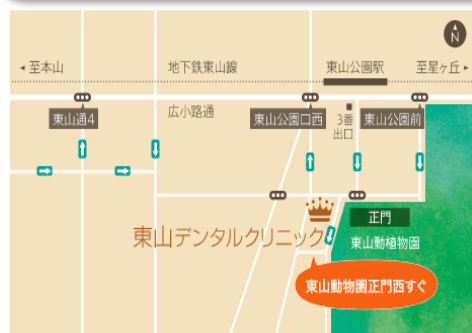 N
至本山
地下鉄東山線
東山公園駅
至星ヶ丘
広小路通
東山通4
東山公園口西
3番
出口
東山公園前
正門
東山動植物園
東山デンタルクリニック
東山動物園正門西すぐ